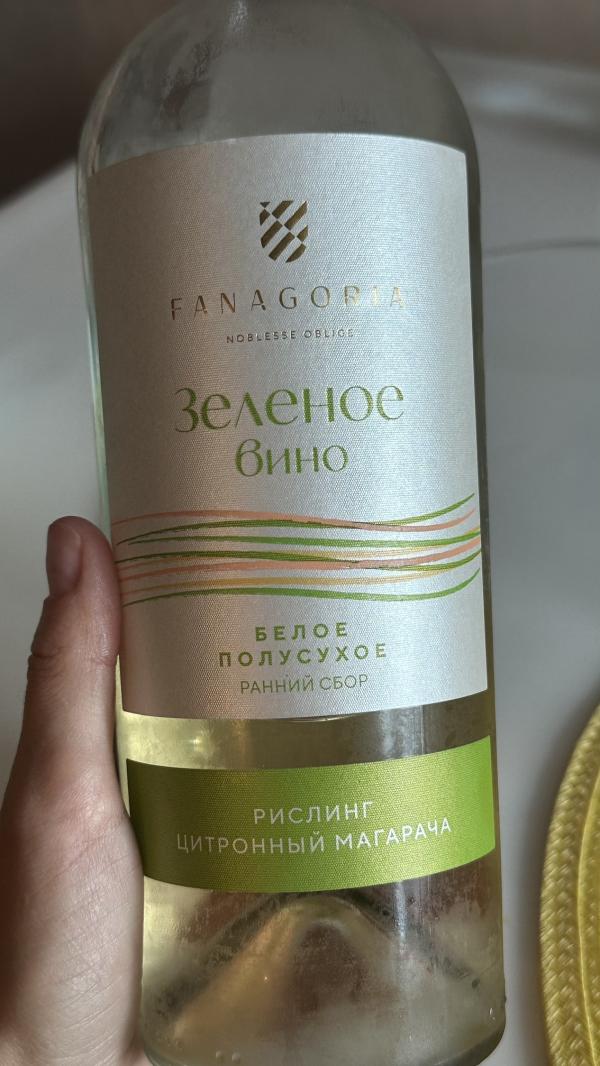 FANAGORIA
NOBLESSE OBLIGE
Зеленое
вино
БЕЛОЕ
ПОЛУСУХОЕ
РАННИЙ СБОР
РИСЛИНГ
ЦИТРОННЫЙ МАГАРАЧА